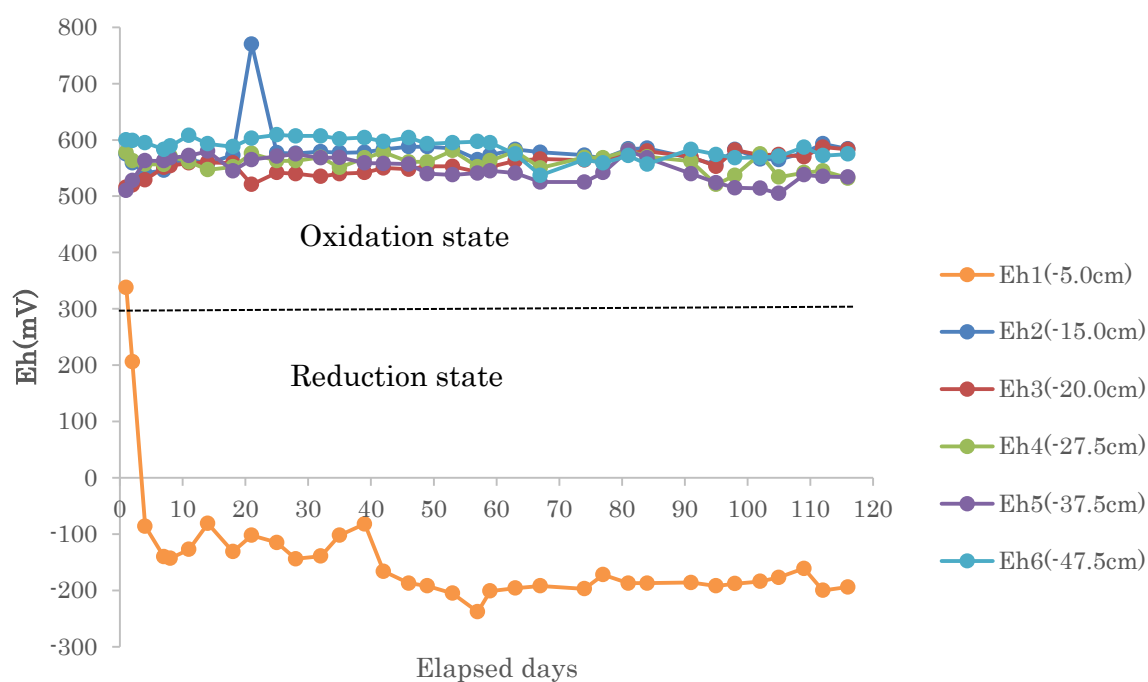 800
700
600
500
400
300
200
100
0
-100
-200
-300
Eh(mV)
Oxidation state
Reduction state
0 10 20 30 40 50 60 70 80 90 100 110 120
Elapsed days
Eh1(-5.0cm)
Eh2(-15.0cm)
Eh3(-20.0cm)
Eh4(-27.5cm)
Eh5(-37.5cm)
Eh6(-47.5cm)